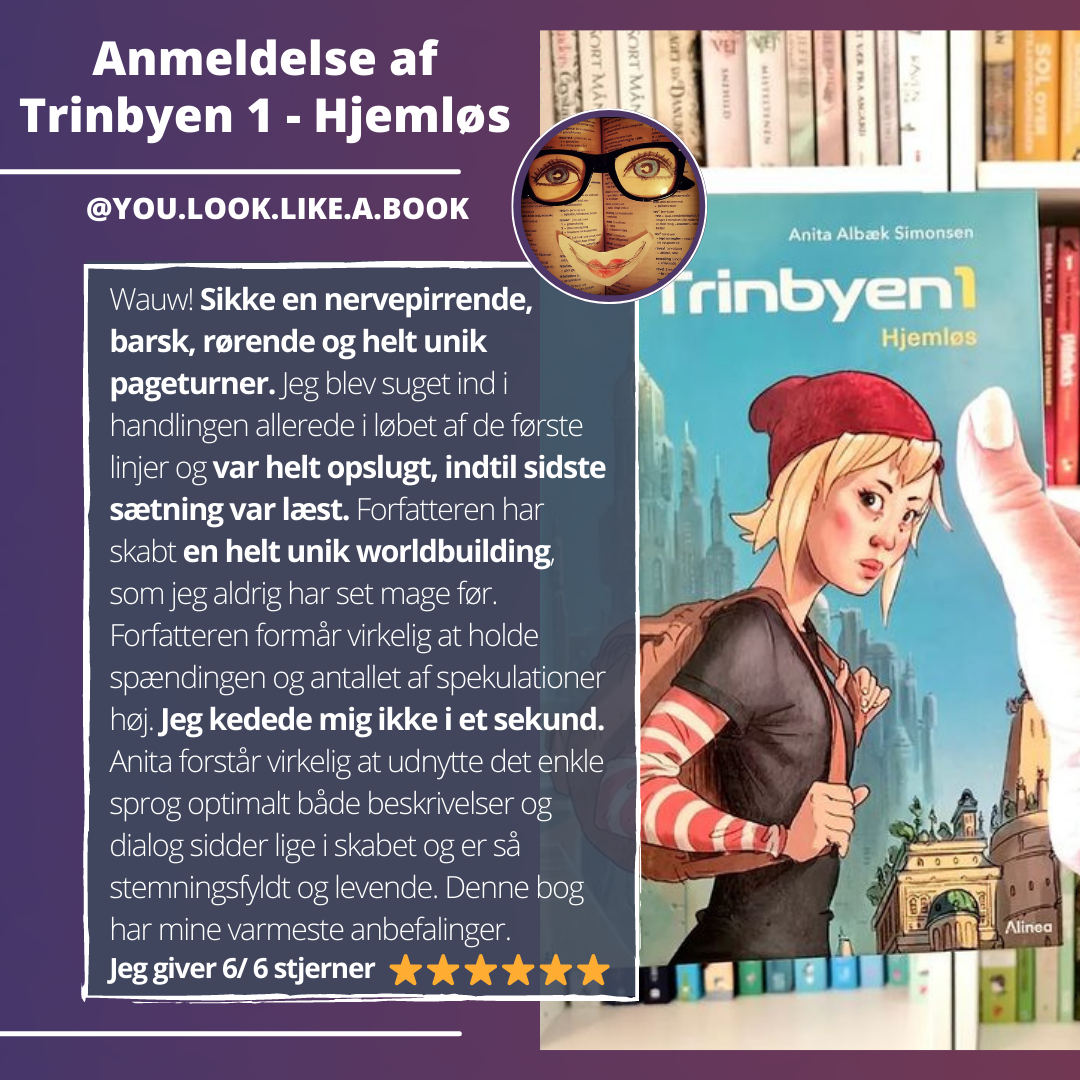 Anmeldelse af
Trinbyen 1 - Hjemløs
@YOU.LOOK.LIKE.A.BOOK
Wauw! Sikke en nervepirrende,
barsk, rørende og helt unik
pageturner. Jeg blev suget ind i
handlingen allerede i løbet af de første
linjer og var helt opslugt, indtil sidste
sætning var læst. Forfatteren har
skabt en helt unik worldbuilding,
som jeg aldrig har set mage før.
Forfatteren formår virkelig at holde
spændingen og antallet af spekulationer
høj. Jeg kedede mig ikke i et sekund.
Anita forstår virkelig at udnytte det enkle
sprog optimalt både beskrivelser og
dialog sidder lige i skabet og er så
stemningsfyldt og levende. Denne bog
har mine varmeste anbefalinger.
Jeg giver 6/ 6 stjerner
Anita Albæk Simonsen
Trinbyen1
Hjemløs
Alinea